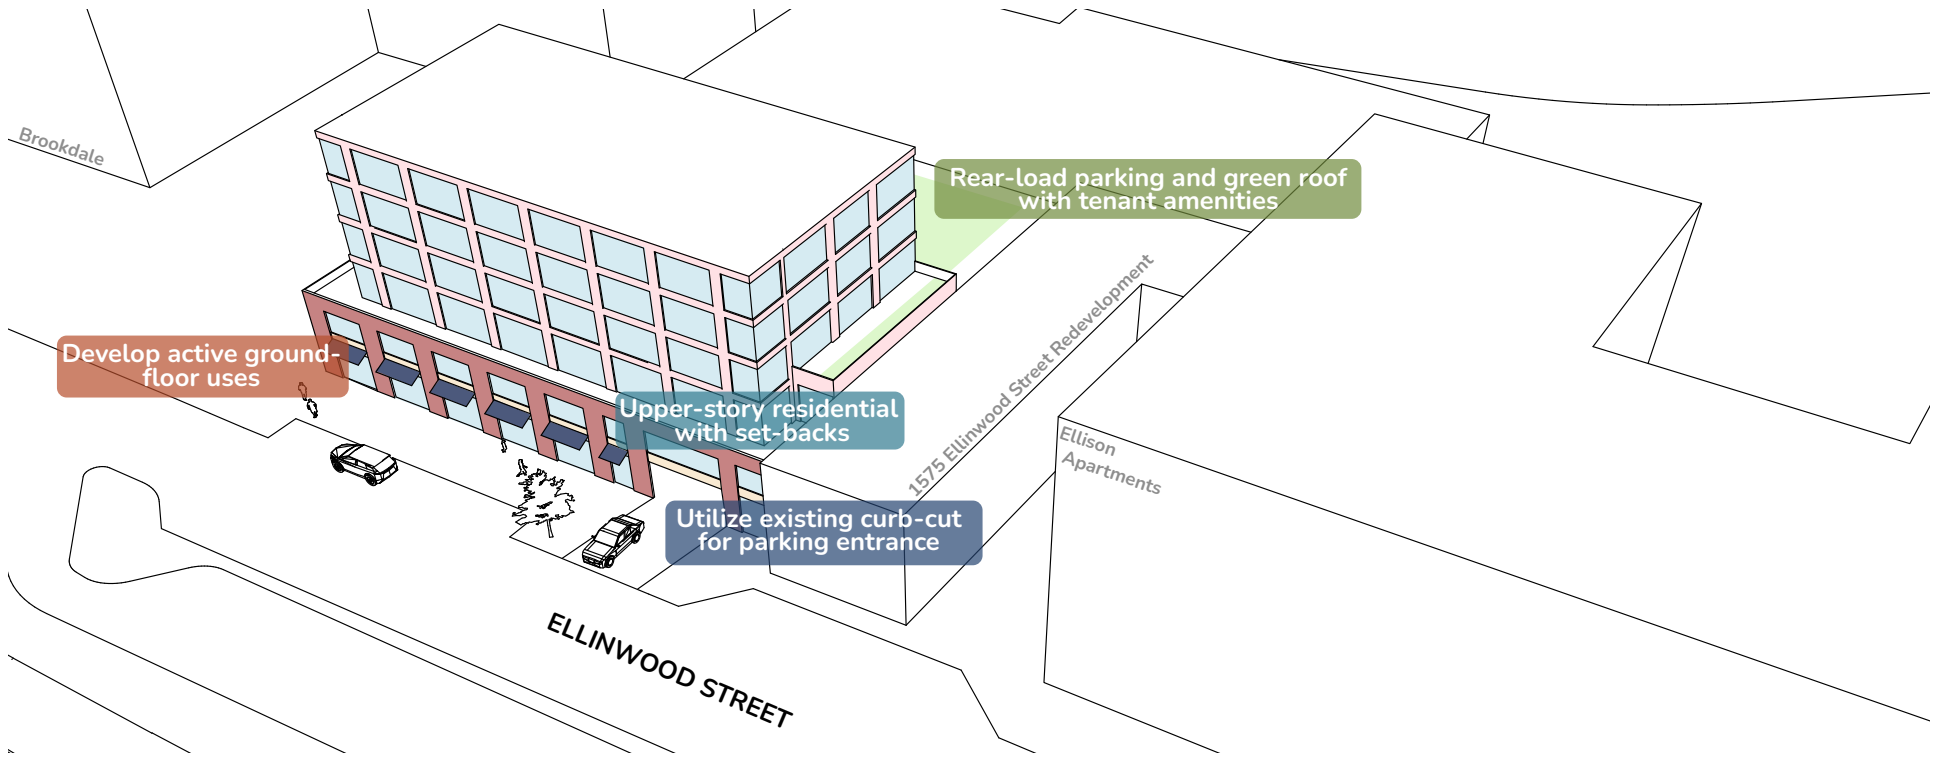 Brookdale
Rear-load parking and green roof
with tenant amenities
Develop active ground-
floor uses
Upper-story residential
with set-backs
1575 Ellinwood Street Redevelopment
Ellison
Apartments
Utilize existing curb-cut
for parking entrance
ELLINWOOD STREET